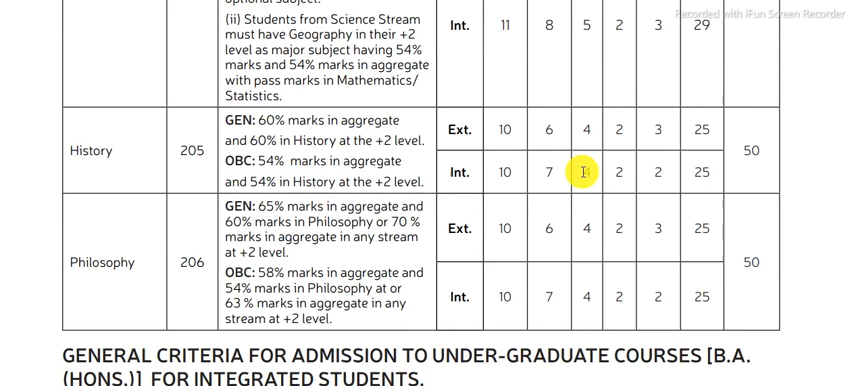 optional subject.
Recorded with iFun Screen Recorder
(ii) Students from Science Stream
must have Geography in their +2
level as major subject having 54%
marks and 54% marks in aggregate
with pass marks in Mathematics/
Statistics.
Int. 11 8 5 2 3 29
History 205
GEN: 60% marks in aggregate
and 60% in History at the +2 level.
OBC: 54% marks in aggregate
and 54% in History at the +2 level.
Ext. 10 6 4 2 3 25
Int. 10 7 4 2 2 25
50
Philosophy 206
GEN: 65% marks in aggregate and
60% marks in Philosophy or 70 %
marks in aggregate in any stream
at +2 level.
OBC: 58% marks in aggregate and
54% marks in Philosophy at or
63 % marks in aggregate in any
stream at +2 level.
Ext. 10 6 4 2 3 25
Int. 10 7 4 2 2 25
50
GENERAL CRITERIA FOR ADMISSION TO UNDER-GRADUATE COURSES [B.A.
(HONS.)] FOR INTEGRATED STUDENTS.